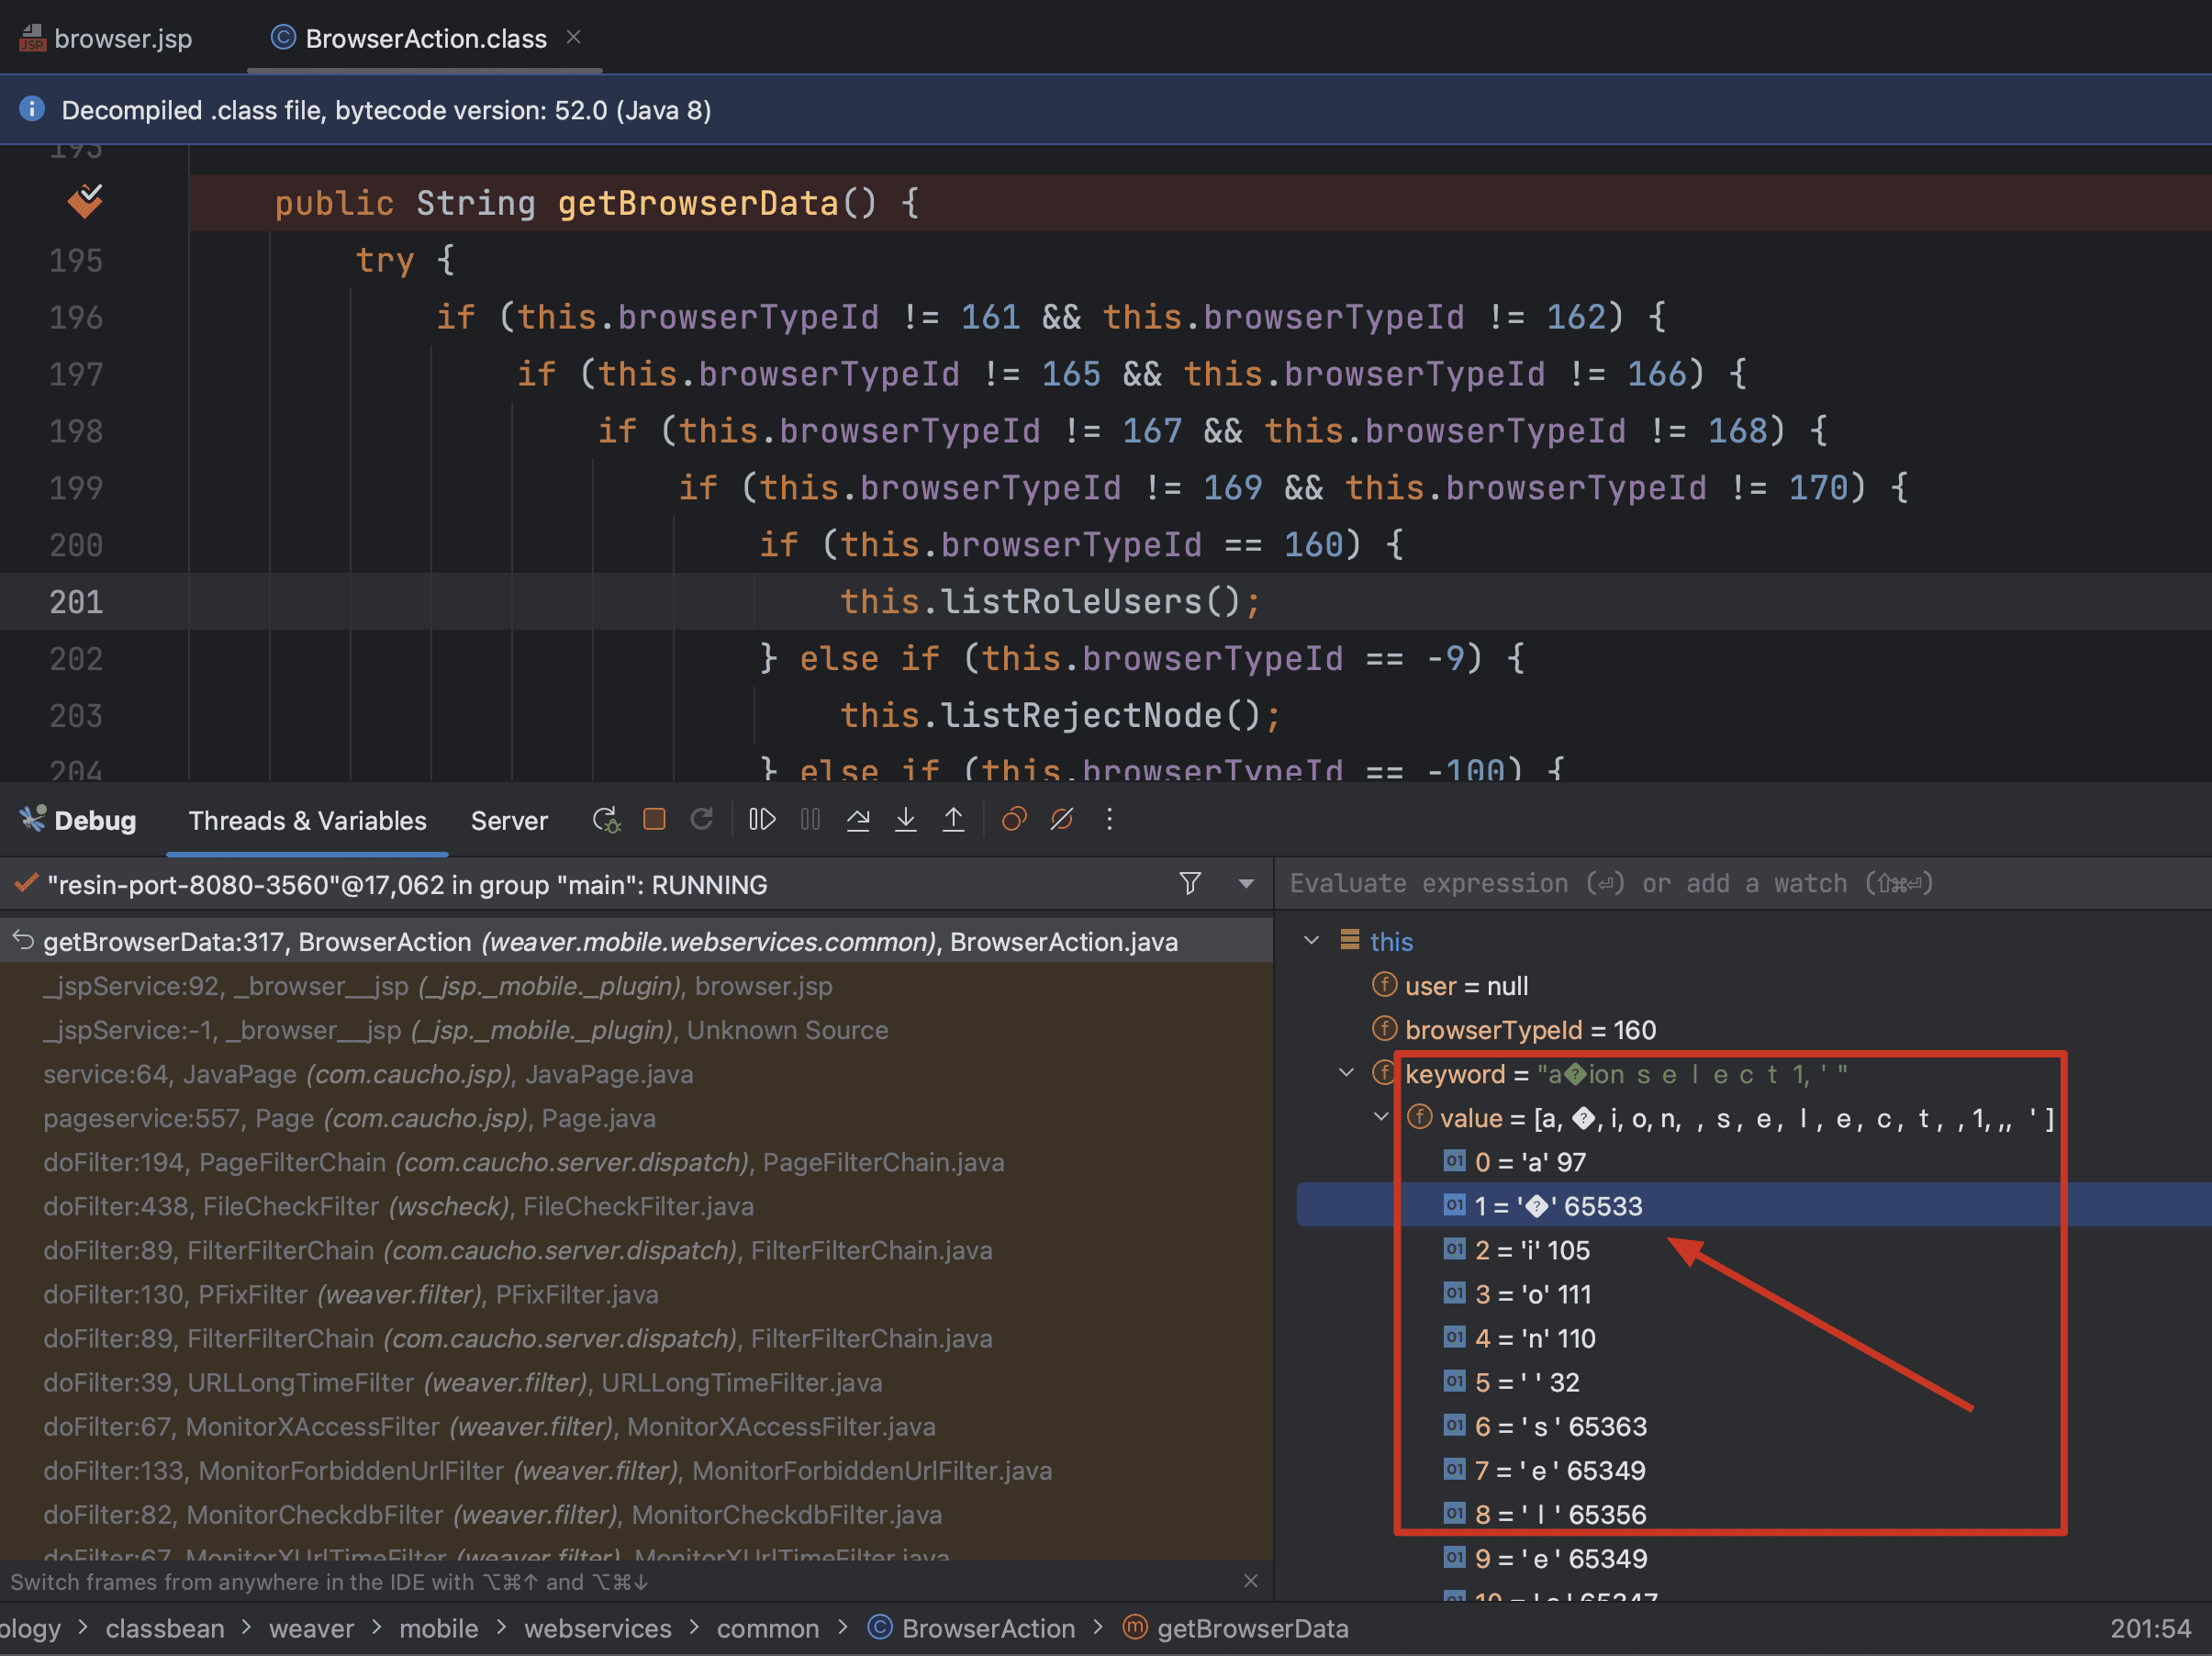 browser.jsp
BrowserAction.class
Decompiled .class file, bytecode version: 52.0 (Java 8)
193
public String getBrowserData() {
195 try {
196 if (this.browserTypeId != 161 && this.browserTypeId != 162) {
197 if (this.browserTypeId != 165 && this.browserTypeId != 166) {
198 if (this.browserTypeId != 167 && this.browserTypeId != 168) {
199 if (this.browserTypeId != 169 && this.browserTypeId != 170) {
200 if (this.browserTypeId == 160) {
201 this.listRoleUsers();
202 } else if (this.browserTypeId == -9) {
203 this.listRejectNode();
204 } else if (this.browserTypeId == -100) {
Debug Threads & Variables Server
"resin-port-8080-3560"@17,062 in group "main": RUNNING
getBrowserData:317, BrowserAction (weaver.mobile.webservices.common), BrowserAction.java
_jspService:92, _browser__jsp (_jsp._mobile._plugin), browser.jsp
_jspService:-1, _browser__jsp (_jsp._mobile._plugin), Unknown Source
service:64, JavaPage (com.caucho.jsp), JavaPage.java
pageservice:557, Page (com.caucho.jsp), Page.java
doFilter:194, PageFilterChain (com.caucho.server.dispatch), PageFilterChain.java
doFilter:438, FileCheckFilter (wscheck), FileCheckFilter.java
doFilter:89, FilterFilterChain (com.caucho.server.dispatch), FilterFilterChain.java
doFilter:130, PFixFilter (weaver.filter), PFixFilter.java
doFilter:89, FilterFilterChain (com.caucho.server.dispatch), FilterFilterChain.java
doFilter:39, URLLongTimeFilter (weaver.filter), URLLongTimeFilter.java
doFilter:67, MonitorXAccessFilter (weaver.filter), MonitorXAccessFilter.java
doFilter:133, MonitorForbiddenUrlFilter (weaver.filter), MonitorForbiddenUrlFilter.java
doFilter:82, MonitorCheckdbFilter (weaver.filter), MonitorCheckdbFilter.java
doFilter:67, MonitorXUrlTimeFilter (weaver.filter), MonitorXUrlTimeFilter.java
Switch frames from anywhere in the IDE with ⌥⌘↑ and ⌥⌘↓
Evaluate expression (⏎) or add a watch (⇧⌘⏎)
this
user = null
browserTypeId = 160
keyword = "a�ion ｓｅｌｅｃｔ 1,＇"
value = [a, �, i, o, n, , ｓ, ｅ, ｌ, ｅ, ｃ, ｔ, , 1, ,, ＇]
0 = 'a' 97
1 = '�' 65533
2 = 'i' 105
3 = 'o' 111
4 = 'n' 110
5 = ' ' 32
6 = 'ｓ' 65363
7 = 'ｅ' 65349
8 = 'ｌ' 65356
9 = 'ｅ' 65349
10 = 'ｃ' 65347
ology > classbean > weaver > mobile > webservices > common > BrowserAction > getBrowserData
201:54